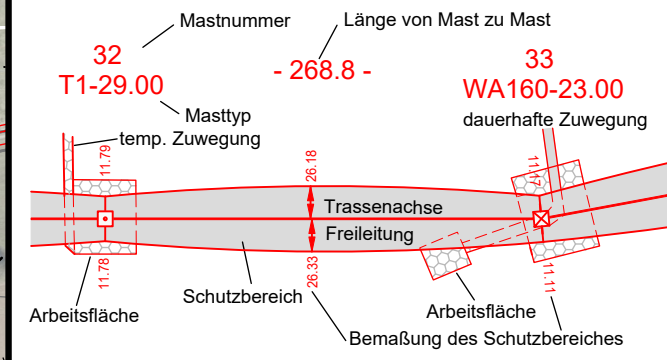 Mastnummer
Länge von Mast zu Mast
32
T1-29.00
- 268.8 -
33
WA160-23.00
Masttyp
temp. Zuwegung
dauerhafte Zuwegung
11.79
26.18
11.17
Trassenachse
Freileitung
11.78
26.33
11.11
Schutzbereich
Arbeitsfläche
Arbeitsfläche
Bemaßung des Schutzbereiches